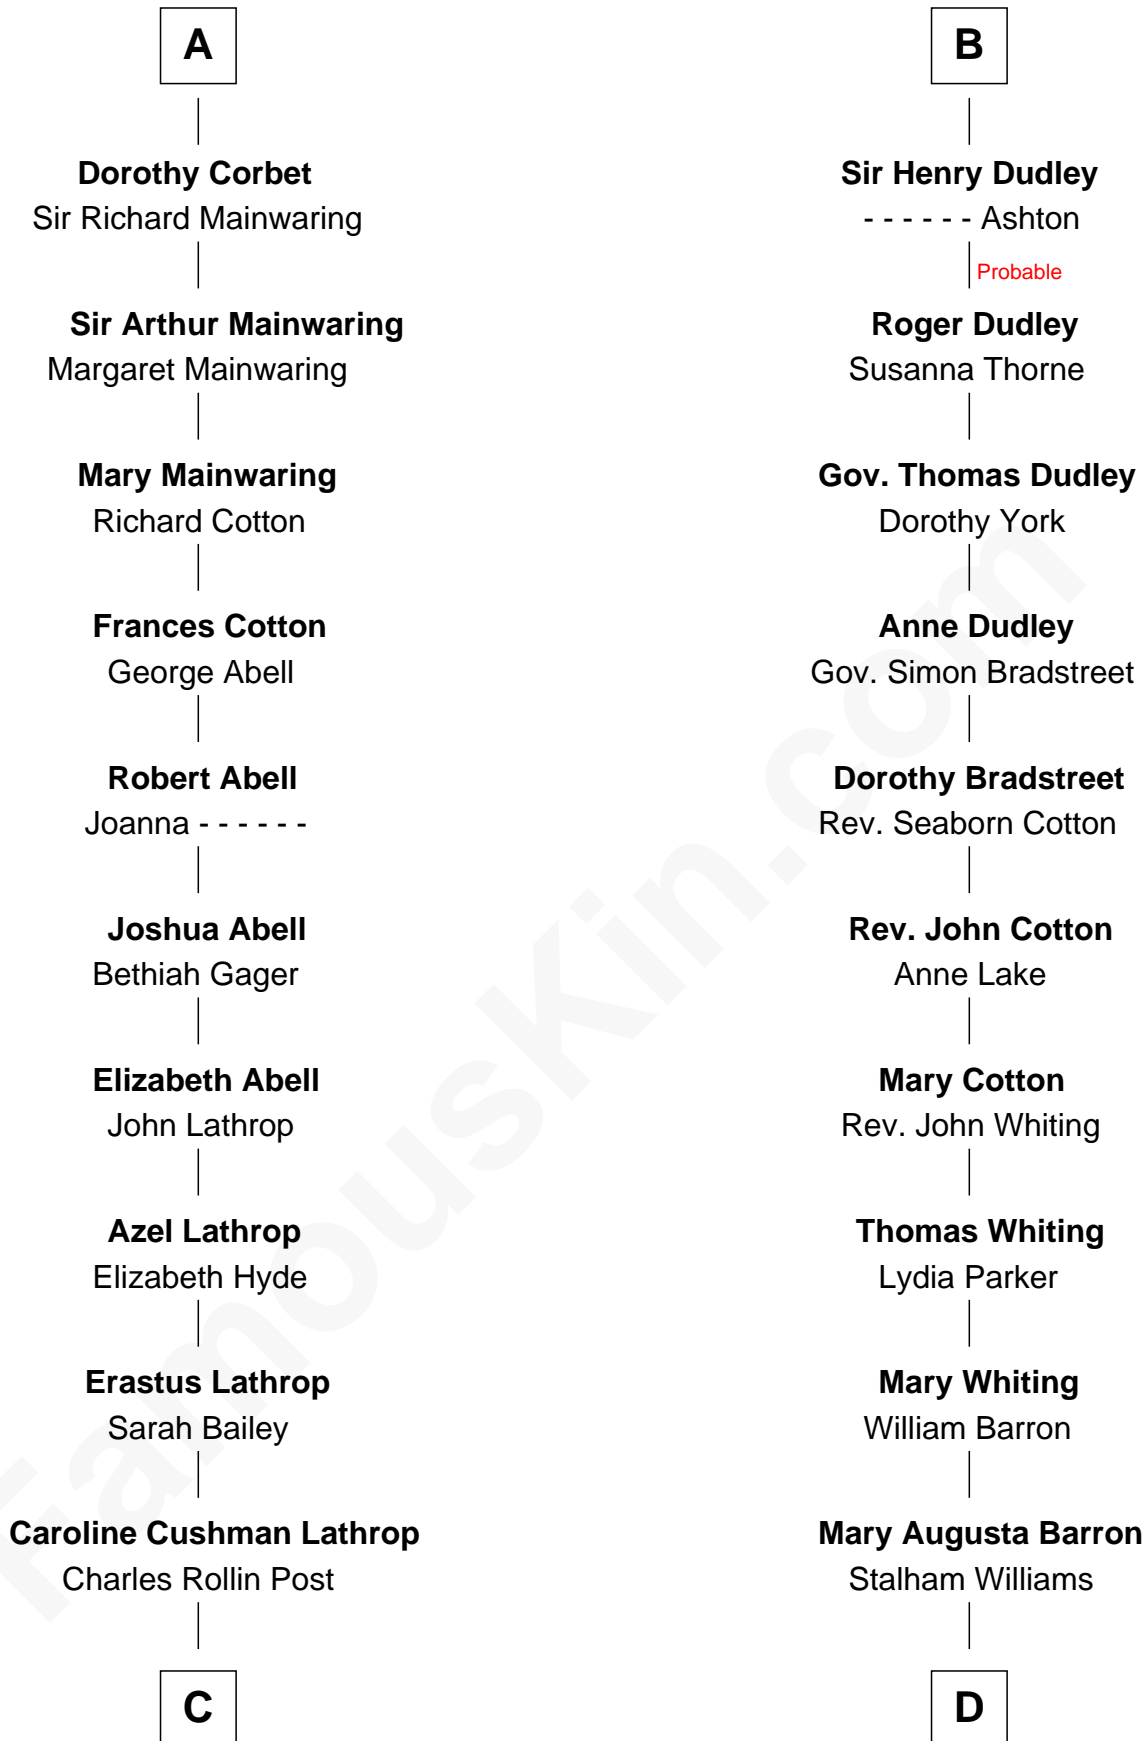 A
Dorothy Corbet
Sir Richard Mainwaring
Sir Arthur Mainwaring
Margaret Mainwaring
Mary Mainwaring
Richard Cotton
Frances Cotton
George Abell
Robert Abell
Joanna - - - - - -
Joshua Abell
Bethiah Gager
Elizabeth Abell
John Lathrop
Azel Lathrop
Elizabeth Hyde
Erastus Lathrop
Sarah Bailey
Caroline Cushman Lathrop
Charles Rollin Post
C
B
Sir Henry Dudley
- - - - - - Ashton
Probable
Roger Dudley
Susanna Thorne
Gov. Thomas Dudley
Dorothy York
Anne Dudley
Gov. Simon Bradstreet
Dorothy Bradstreet
Rev. Seaborn Cotton
Rev. John Cotton
Anne Lake
Mary Cotton
Rev. John Whiting
Thomas Whiting
Lydia Parker
Mary Whiting
William Barron
Mary Augusta Barron
Stalham Williams
D
FamousKin.com